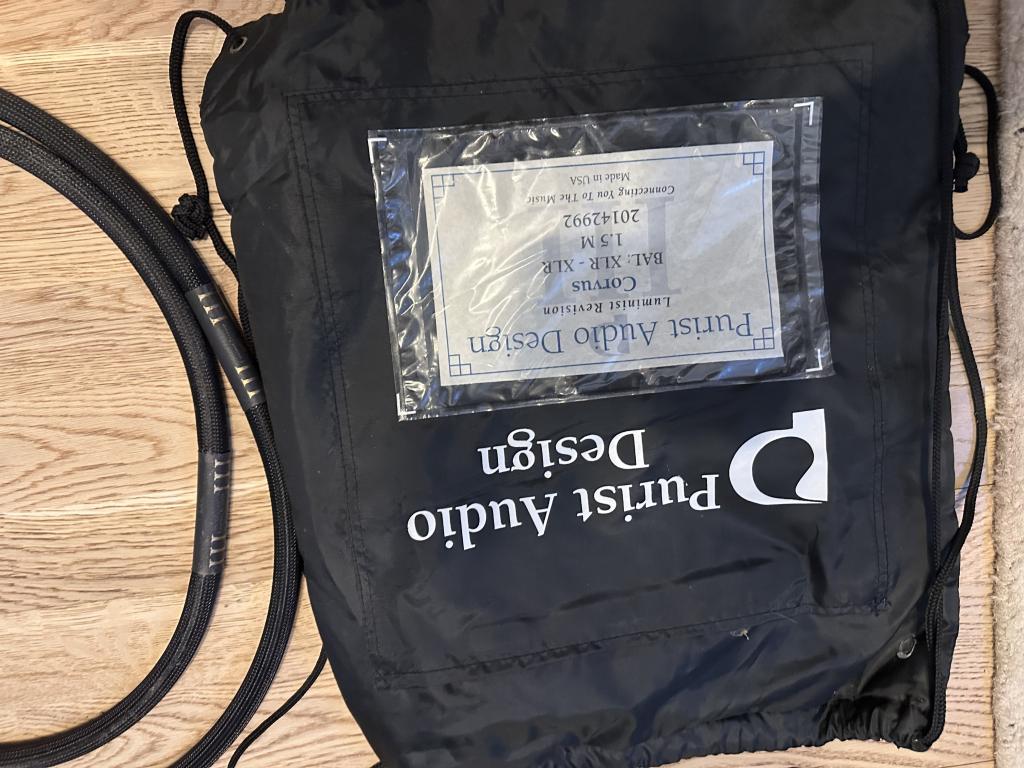 Purist Audio Design
Luminist Revision
Corvus
BAL: XLR - XLR
1.5 M
20142992
Connecting You To The Music
Made in USA
Purist Audio
Design